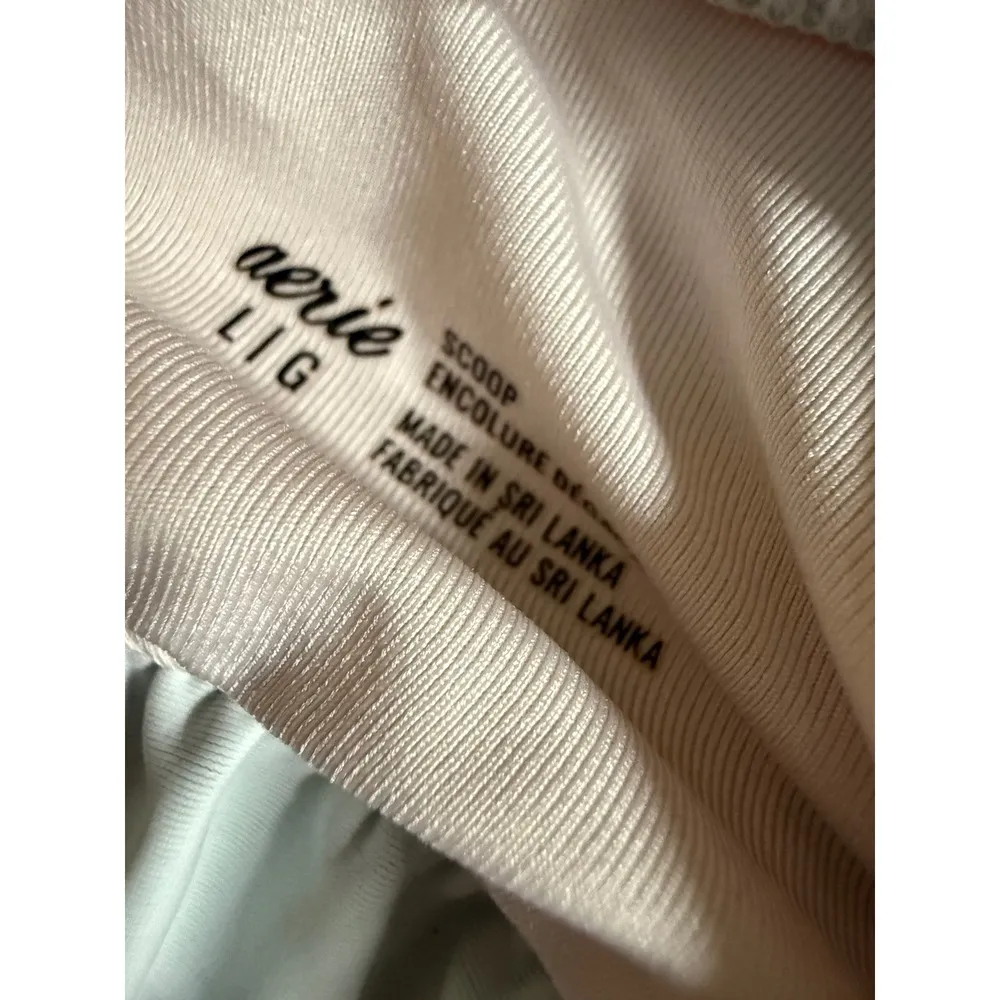 aerie
L/G
SCOOP
ENCOLURE
MADE IN SRI LANKA
FABRIQUÉ AU SRI LANKA